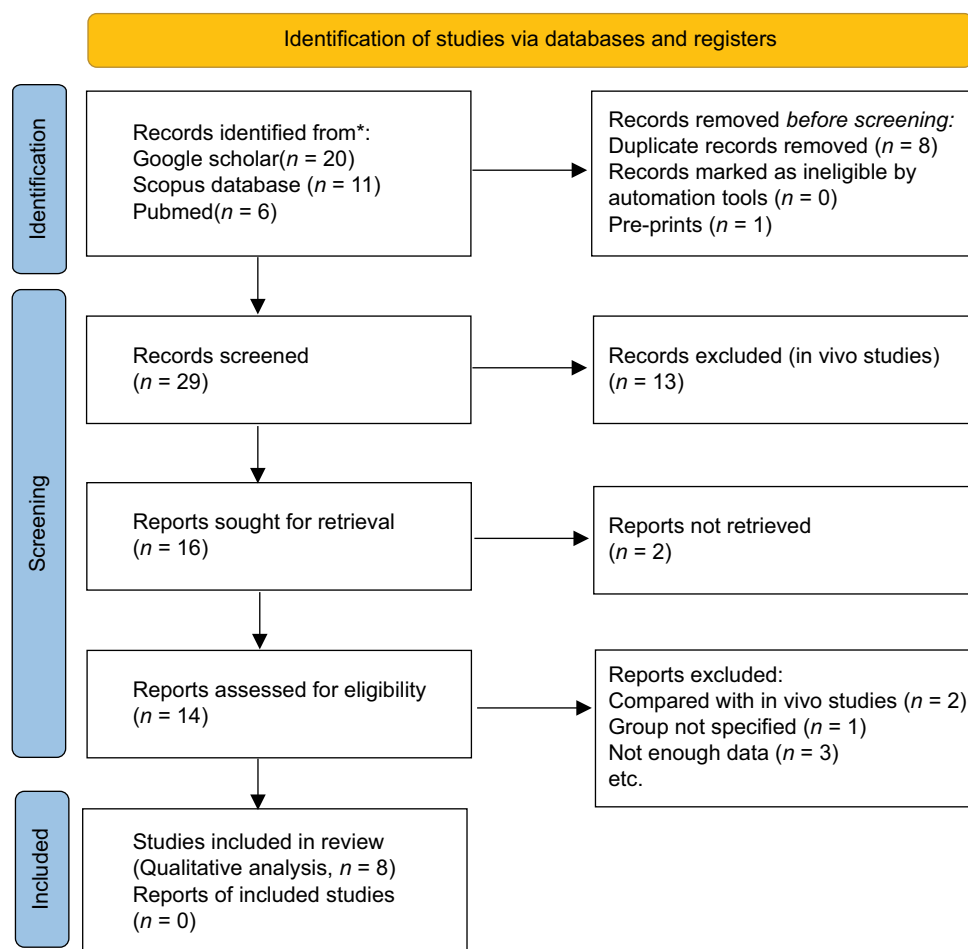 Identification of studies via databases and registers
Identification
Records identified from*:
Google scholar(n = 20)
Scopus database (n = 11)
Pubmed(n = 6)
Records removed before screening:
Duplicate records removed (n = 8)
Records marked as ineligible by
automation tools (n = 0)
Pre-prints (n = 1)
Screening
Records screened
(n = 29)
Records excluded (in vivo studies)
(n = 13)
Reports sought for retrieval
(n = 16)
Reports not retrieved
(n = 2)
Reports assessed for eligibility
(n = 14)
Reports excluded:
Compared with in vivo studies (n = 2)
Group not specified (n = 1)
Not enough data (n = 3)
etc.
Included
Studies included in review
(Qualitative analysis, n = 8)
Reports of included studies
(n = 0)